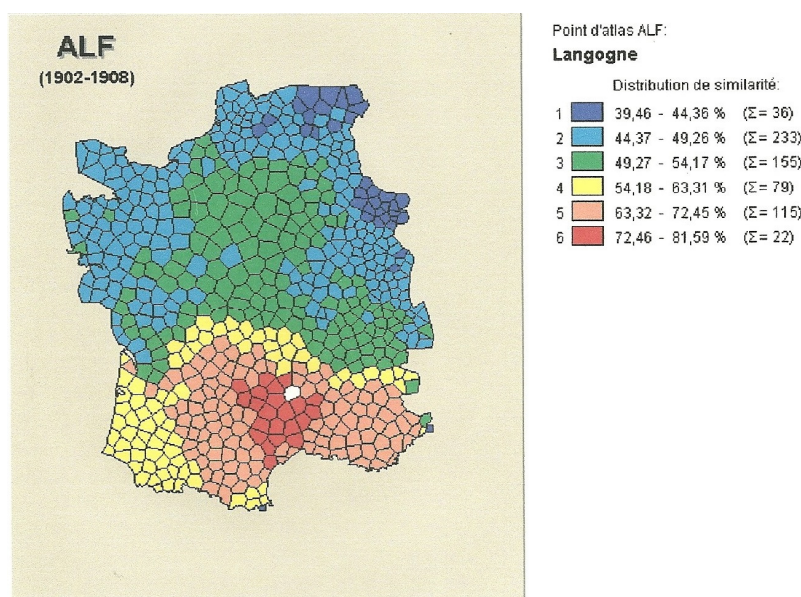 ALF
(1902-1908)
Point d'atlas ALF:
Langogne
Distribution de similarité:
1 39,46 - 44,36 % (Σ= 36)
2 44,37 - 49,26 % (Σ= 233)
3 49,27 - 54,17 % (Σ= 155)
4 54,18 - 63,31 % (Σ= 79)
5 63,32 - 72,45 % (Σ= 115)
6 72,46 - 81,59 % (Σ= 22)